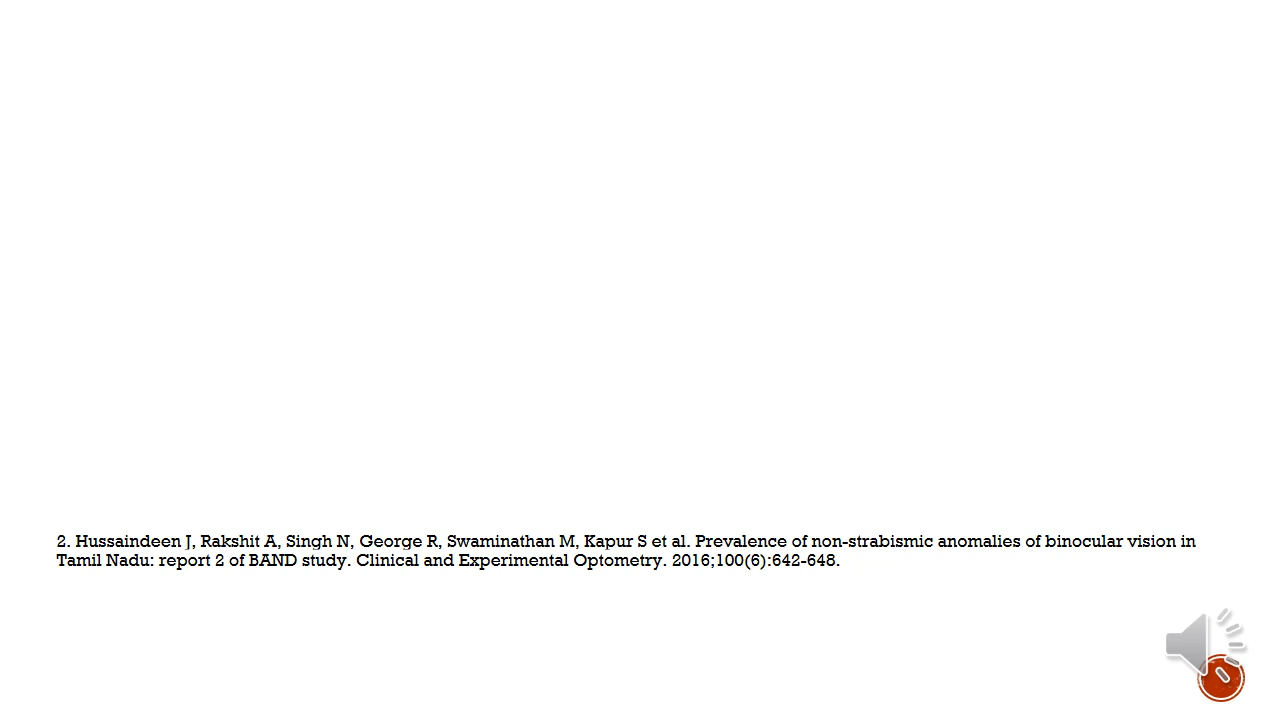 2. Hussaindeen J, Rakshit A, Singh N, George R, Swaminathan M, Kapur S et al. Prevalence of non-strabismic anomalies of binocular vision in
Tamil Nadu: report 2 of BAND study. Clinical and Experimental Optometry. 2016;100(6):642-648.